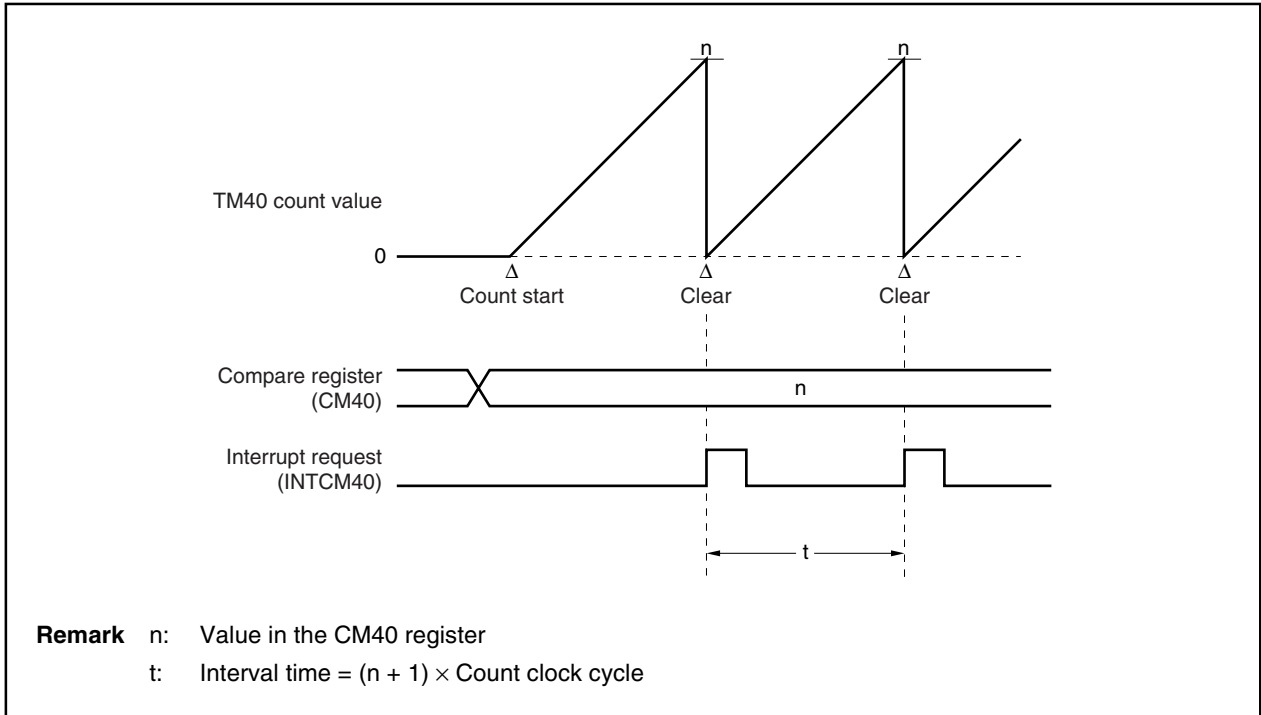 n n
TM40 count value
0
Δ Δ Δ
Count start Clear Clear
Compare register
(CM40)
n
Interrupt request
(INTCM40)
t
Remark n: Value in the CM40 register
t: Interval time = (n + 1) × Count clock cycle